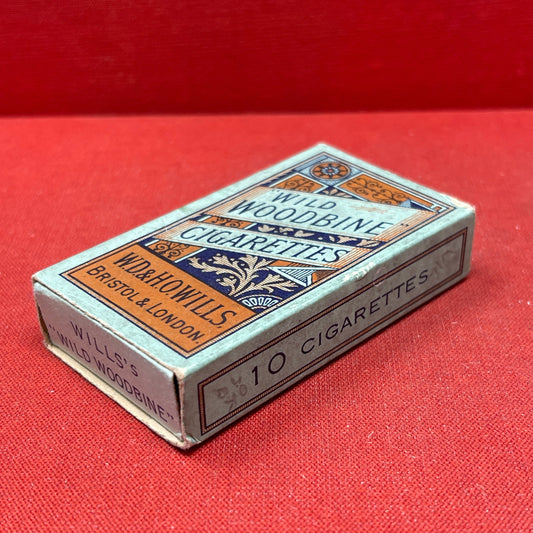 "WILD
WOODBINE"
CIGARETTES
W.D.& H.O.WILLS.
BRISTOL & LONDON.
WILLS'S
"WILD WOODBINE"
10 CIGARETTES